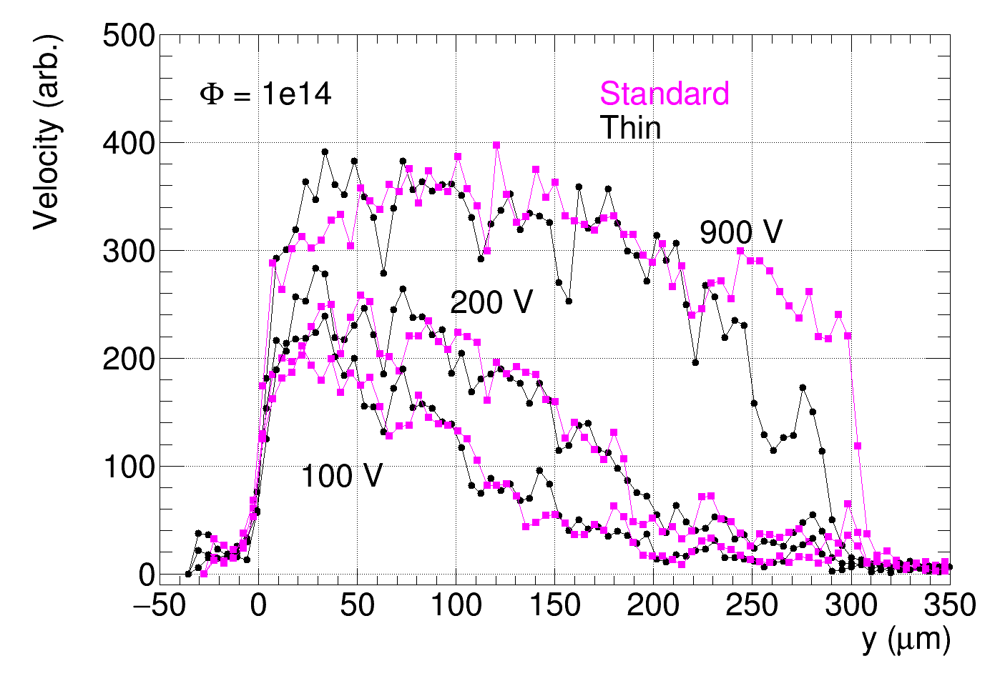 Velocity (arb.)
500
400
300
200
100
0
Φ = 1e14
Standard
Thin
900 V
200 V
100 V
−50 0 50 100 150 200 250 300 350
y (μm)